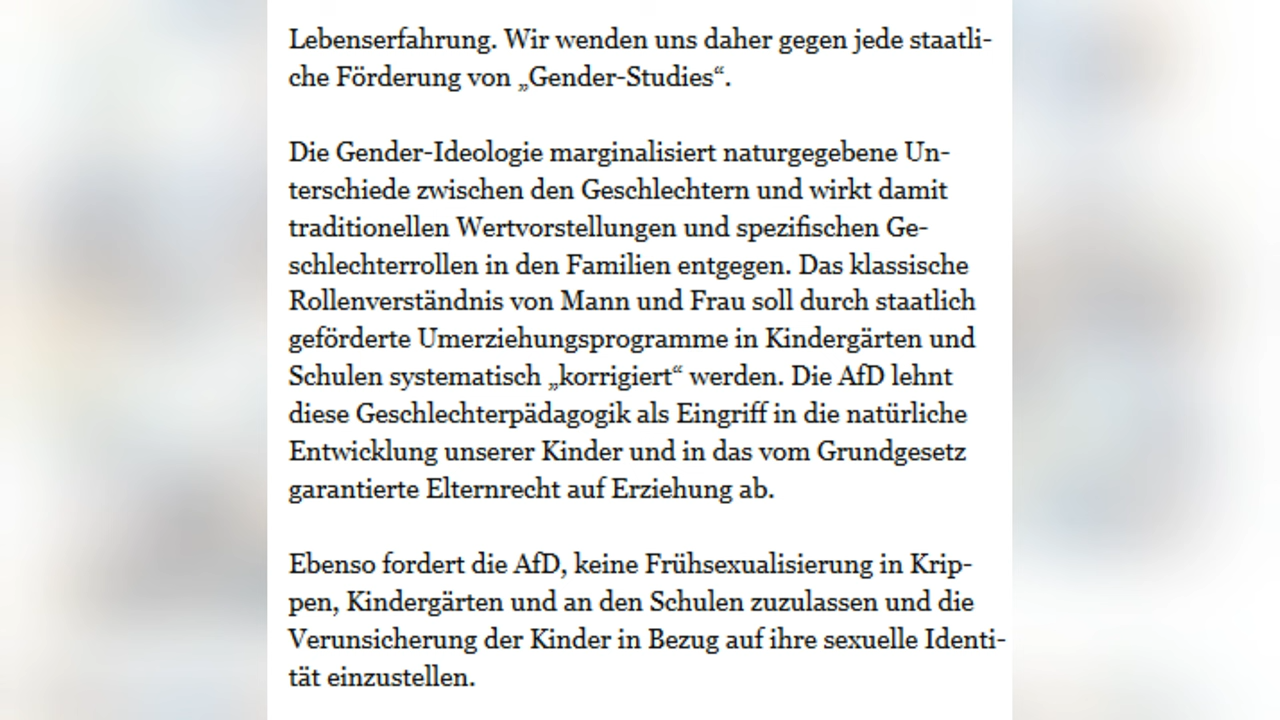 Lebenserfahrung. Wir wenden uns daher gegen jede staatli-
che Förderung von „Gender-Studies“.
Die Gender-Ideologie marginalisiert naturgegebene Un-
terschiede zwischen den Geschlechtern und wirkt damit
traditionellen Wertvorstellungen und spezifischen Ge-
schlechterrollen in den Familien entgegen. Das klassische
Rollenverständnis von Mann und Frau soll durch staatlich
geförderte Umerziehungsprogramme in Kindergärten und
Schulen systematisch „korrigiert“ werden. Die AfD lehnt
diese Geschlechterpädagogik als Eingriff in die natürliche
Entwicklung unserer Kinder und in das vom Grundgesetz
garantierte Elternrecht auf Erziehung ab.
Ebenso fordert die AfD, keine Frühsexualisierung in Krip-
pen, Kindergärten und an den Schulen zuzulassen und die
Verunsicherung der Kinder in Bezug auf ihre sexuelle Identi-
tät einzustellen.